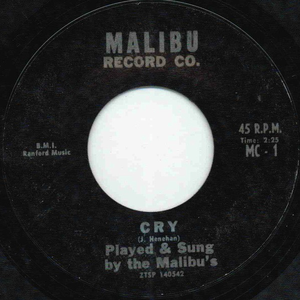 MALIBU
RECORD CO.
B.M.I.
Ranford Music
45 R.P.M.
Time: 2:25
MC - 1
CRY
(J. Henehan)
Played & Sung
by the Malibu's
ZTSP 140542